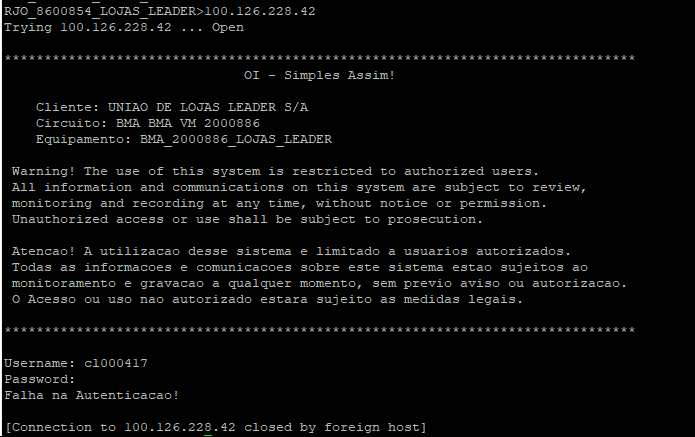 RJO_8600854_LOJAS_LEADER>100.126.228.42
Trying 100.126.228.42 ... Open
*******************************************************************************
OI - Simples Assim!
Cliente: UNIAO DE LOJAS LEADER S/A
Circuito: BMA BMA VM 2000886
Equipamento: BMA_2000886_LOJAS_LEADER
Warning! The use of this system is restricted to authorized users.
All information and communications on this system are subject to review,
monitoring and recording at any time, without notice or permission.
Unauthorized access or use shall be subject to prosecution.
Atencao! A utilizacao desse sistema e limitado a usuarios autorizados.
Todas as informacoes e comunicacoes sobre este sistema estao sujeitos ao
monitoramento e gravacao a qualquer momento, sem previo aviso ou autorizacao.
O Acesso ou uso nao autorizado estara sujeito as medidas legais.
*******************************************************************************
Username: cl000417
Password:
Falha na Autenticacao!
[Connection to 100.126.228.42 closed by foreign host]